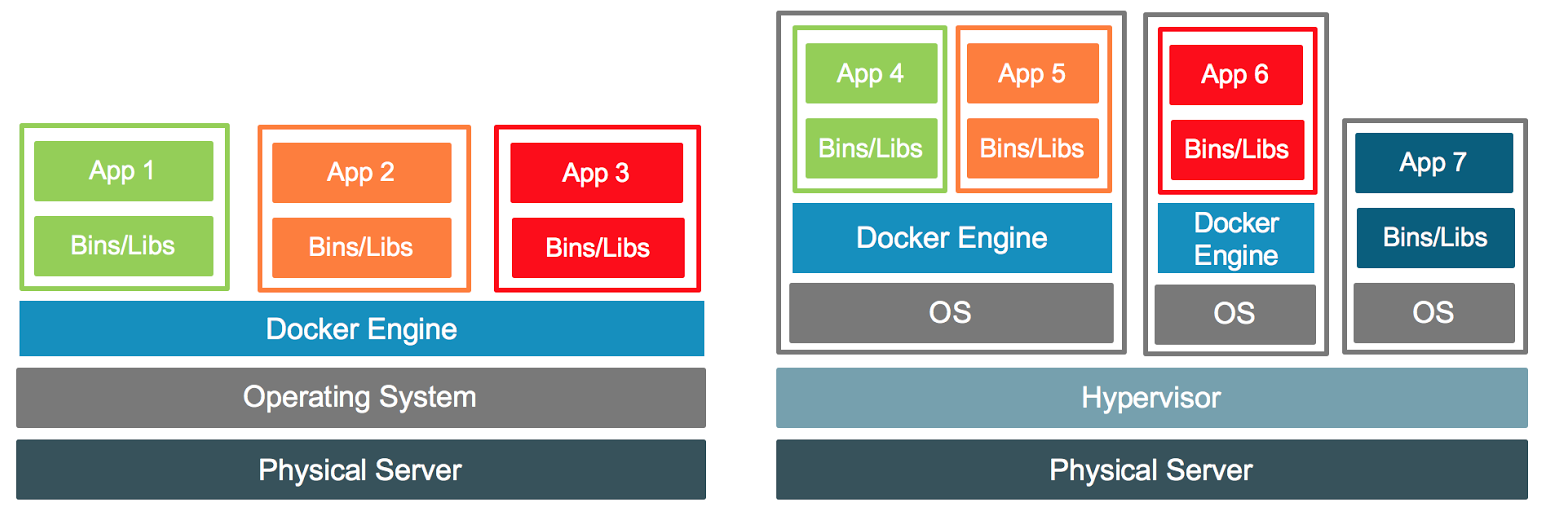 App 1
Bins/Libs
App 2
Bins/Libs
App 3
Bins/Libs
Docker Engine
Operating System
Physical Server
App 4
Bins/Libs
App 5
Bins/Libs
Docker Engine
OS
App 6
Bins/Libs
Docker
Engine
OS
App 7
Bins/Libs
OS
Hypervisor
Physical Server